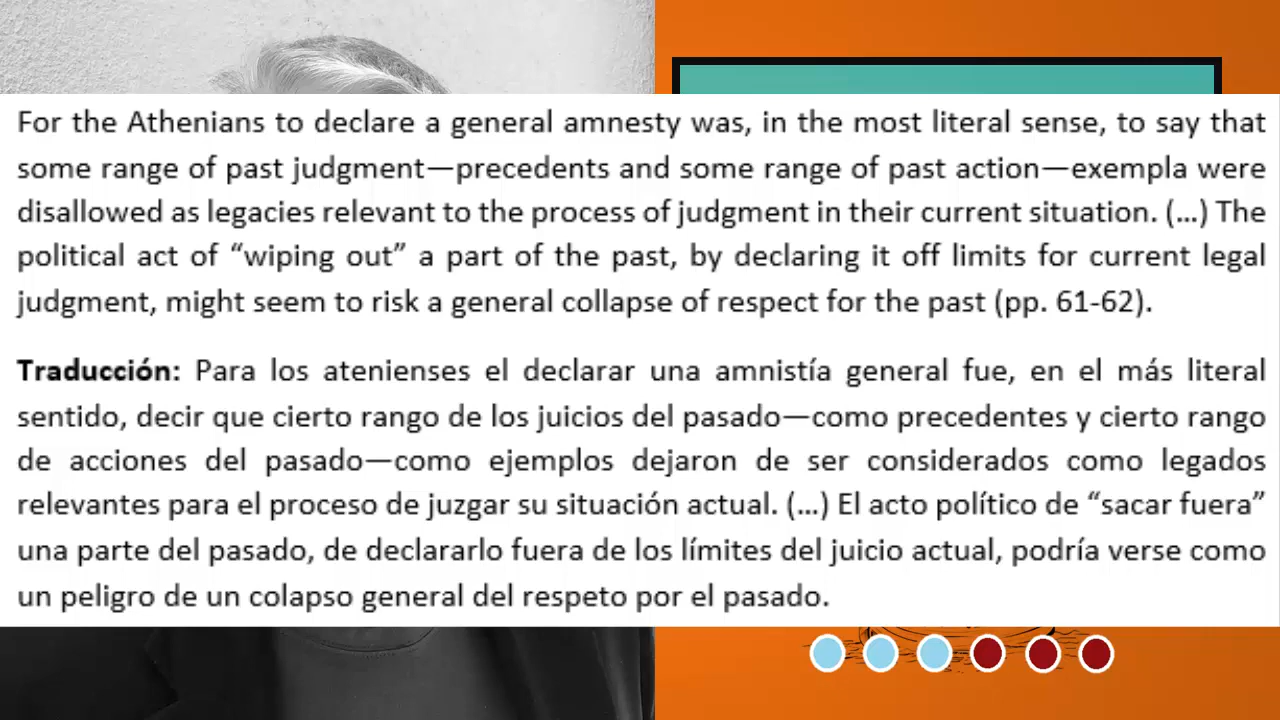 For the Athenians to declare a general amnesty was, in the most literal sense, to say that
some range of past judgment—precedents and some range of past action—exempla were
disallowed as legacies relevant to the process of judgment in their current situation. (…) The
political act of “wiping out” a part of the past, by declaring it off limits for current legal
judgment, might seem to risk a general collapse of respect for the past (pp. 61-62).
Traducción: Para los atenienses el declarar una amnistía general fue, en el más literal
sentido, decir que cierto rango de los juicios del pasado—como precedentes y cierto rango
de acciones del pasado—como ejemplos dejaron de ser considerados como legados
relevantes para el proceso de juzgar su situación actual. (…) El acto político de “sacar fuera”
una parte del pasado, de declararlo fuera de los límites del juicio actual, podría verse como
un peligro de un colapso general del respeto por el pasado.